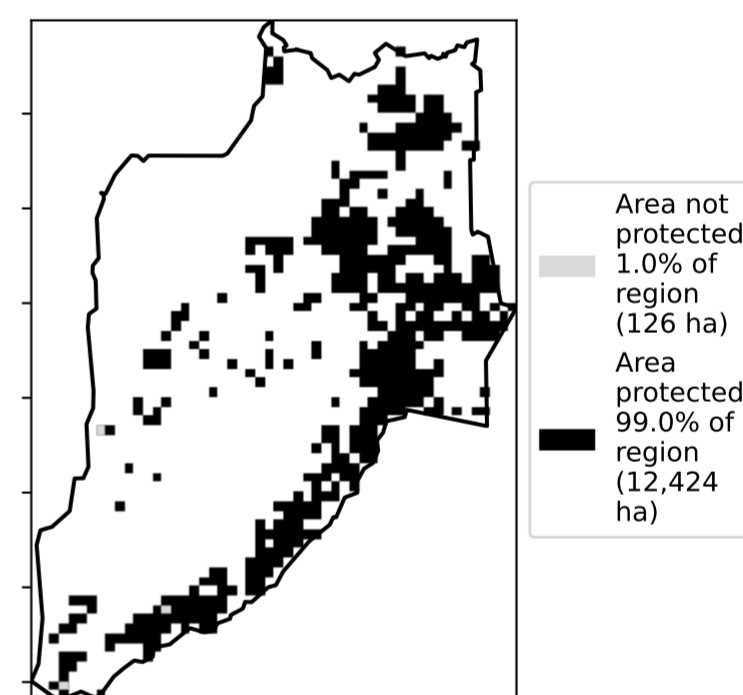 Area not
protected
1.0% of
region
(126 ha)
Area
protected
99.0% of
region
(12,424
ha)